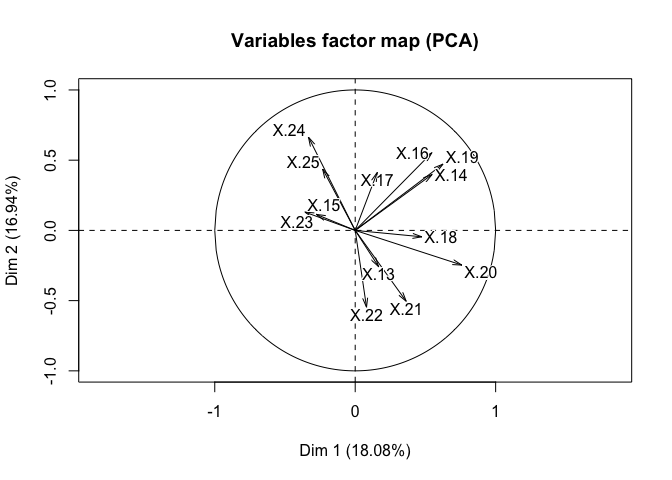 Variables factor map (PCA)
1.0
0.5
0.0
-0.5
-1.0
Dim 2 (16.94%)
X.24
X.25
X.16
X.19
X.14
X.17
X.15
X.23
X.18
X.20
X.13
X.21
X.22
-1
0
1
Dim 1 (18.08%)